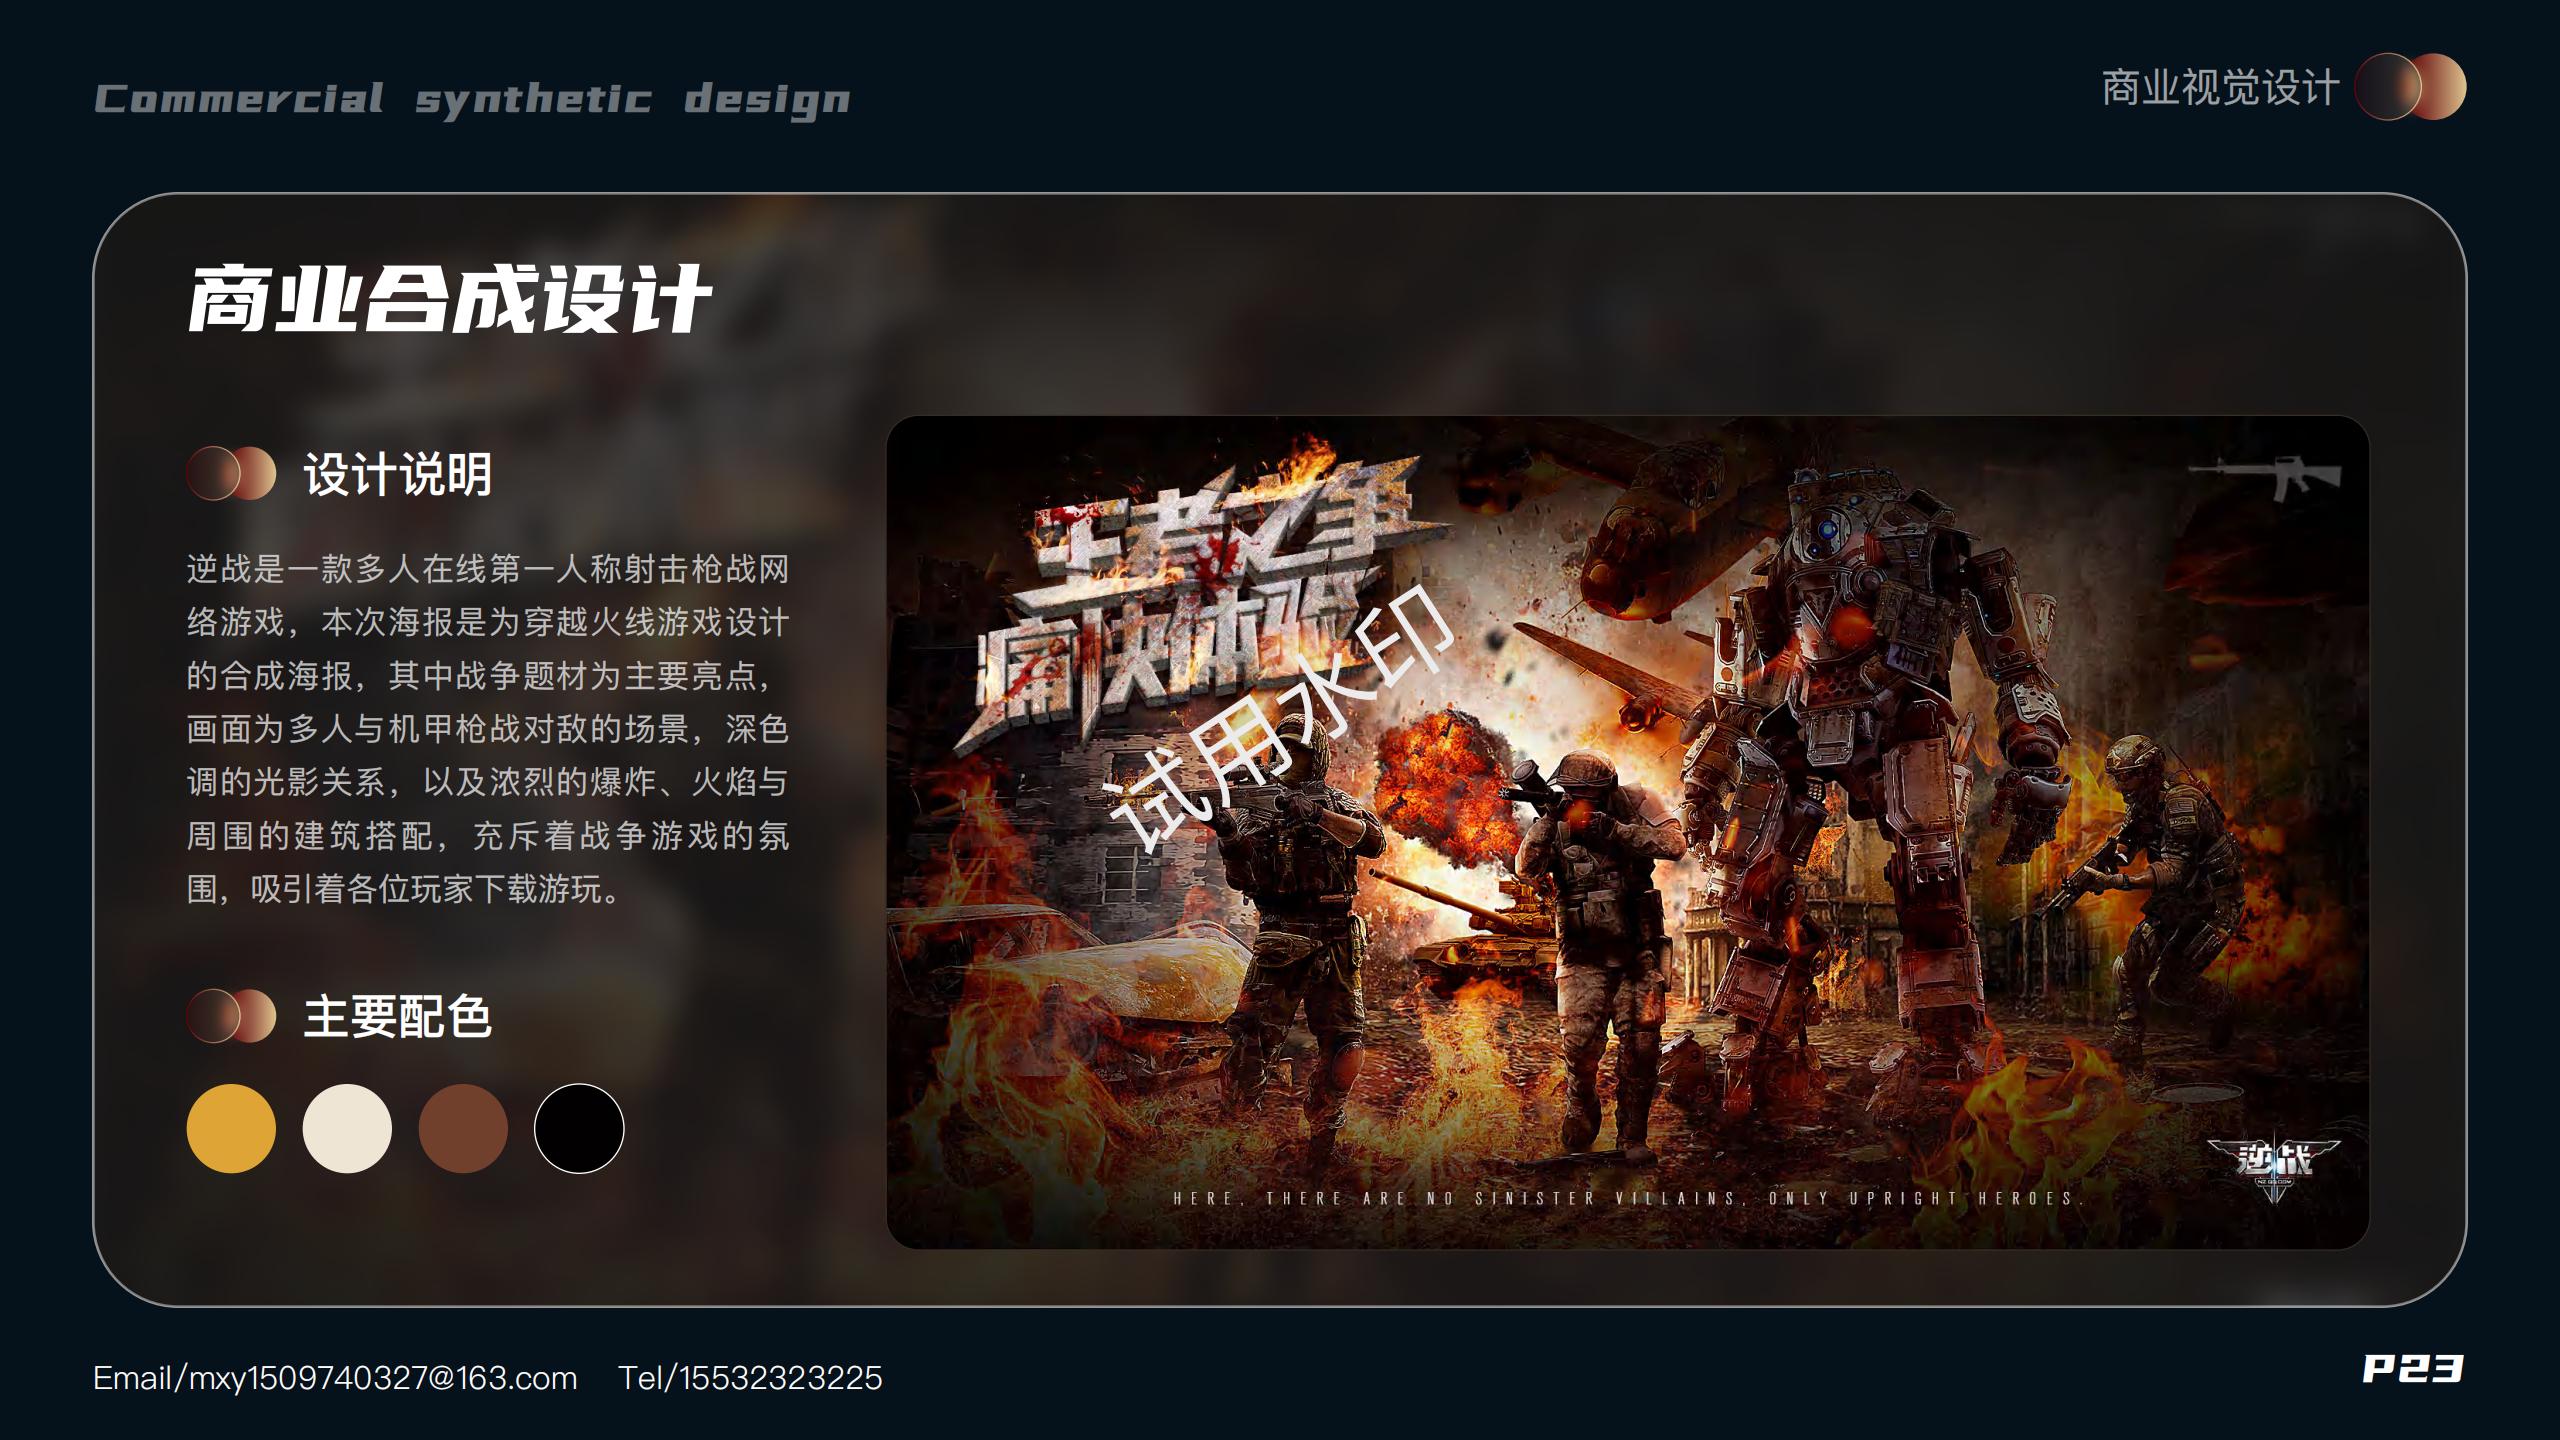 Commercial synthetic design
商业视觉设计
商业合成设计
设计说明
逆战是一款多人在线第一人称射击枪战网
络游戏，本次海报是为穿越火线游戏设计
的合成海报，其中战争题材为主要亮点，
画面为多人与机甲枪战对敌的场景，深色
调的光影关系，以及浓烈的爆炸、火焰与
周围的建筑搭配，充斥着战争游戏的氛
围，吸引着各位玩家下载游玩。
主要配色
王者之争
痛快体验
试用水印
HERE, THERE ARE NO SINISTER VILLAINS, ONLY UPRIGHT HEROES.
逆战
NZ.QQ.COM
Email/mxy1509740327@163.com Tel/15532323225
P23